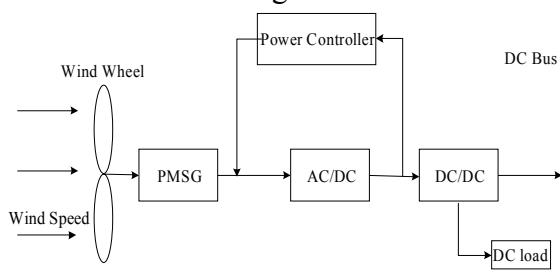 Power Controller
DC Bus
Wind Wheel
PMSG
AC/DC
DC/DC
Wind Speed
DC load